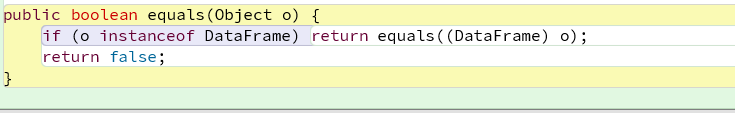 public boolean equals(Object o) {
    if (o instanceof DataFrame) return equals((DataFrame) o);
    return false;
}